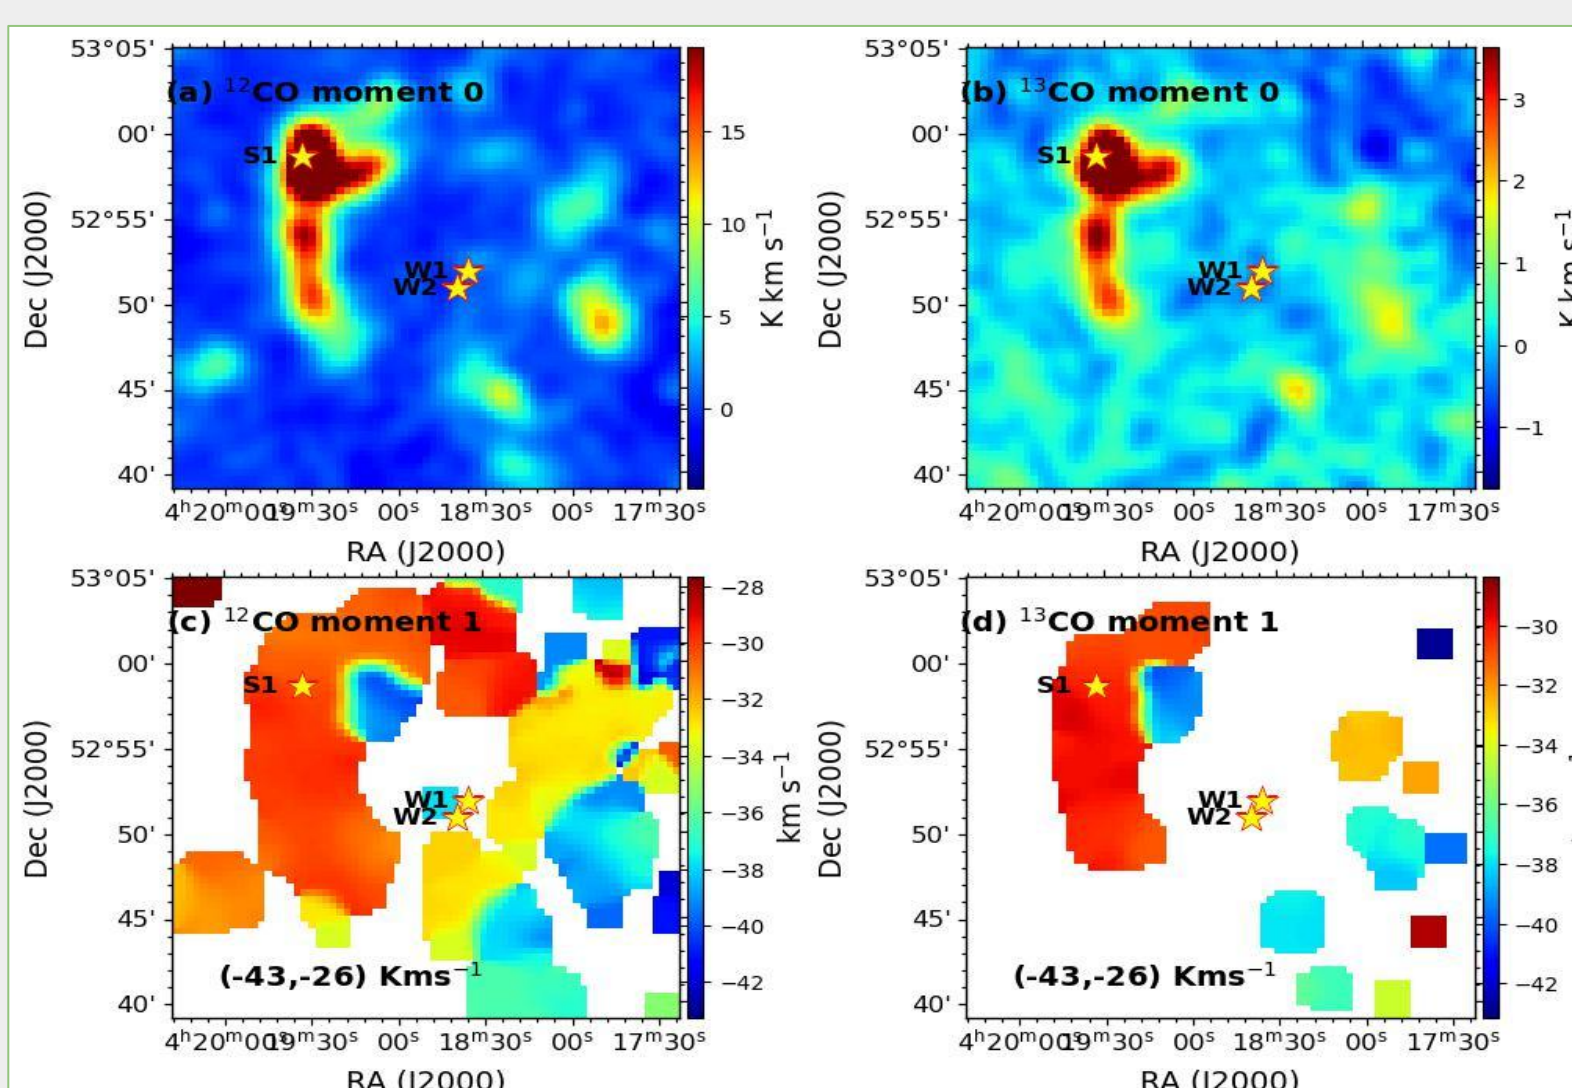 53°05'
00'
52°55'
50'
45'
40'
Dec (J2000)
(a) ¹²CO moment 0
S1
W1
W2
15
10
5
0
K km s⁻¹
4ʰ20ᵐ00ˢ 19ᵐ30ˢ 00ˢ 18ᵐ30ˢ 00ˢ 17ᵐ30ˢ
RA (J2000)
53°05'
00'
52°55'
50'
45'
40'
Dec (J2000)
(b) ¹³CO moment 0
S1
W1
W2
3
2
1
0
−1
4ʰ20ᵐ00ˢ 19ᵐ30ˢ 00ˢ 18ᵐ30ˢ 00ˢ 17ᵐ30ˢ
RA (J2000)
53°05'
00'
52°55'
50'
45'
40'
Dec (J2000)
(c) ¹²CO moment 1
S1
W1
W2
(-43,-26) Kms⁻¹
−28
−30
−32
−34
−36
−38
−40
−42
km s⁻¹
4ʰ20ᵐ00ˢ 19ᵐ30ˢ 00ˢ 18ᵐ30ˢ 00ˢ 17ᵐ30ˢ
RA (J2000)
53°05'
00'
52°55'
50'
45'
40'
Dec (J2000)
(d) ¹³CO moment 1
S1
W1
W2
(-43,-26) Kms⁻¹
−30
−32
−34
−36
−38
−40
−42
4ʰ20ᵐ00ˢ 19ᵐ30ˢ 00ˢ 18ᵐ30ˢ 00ˢ 17ᵐ30ˢ
RA (J2000)